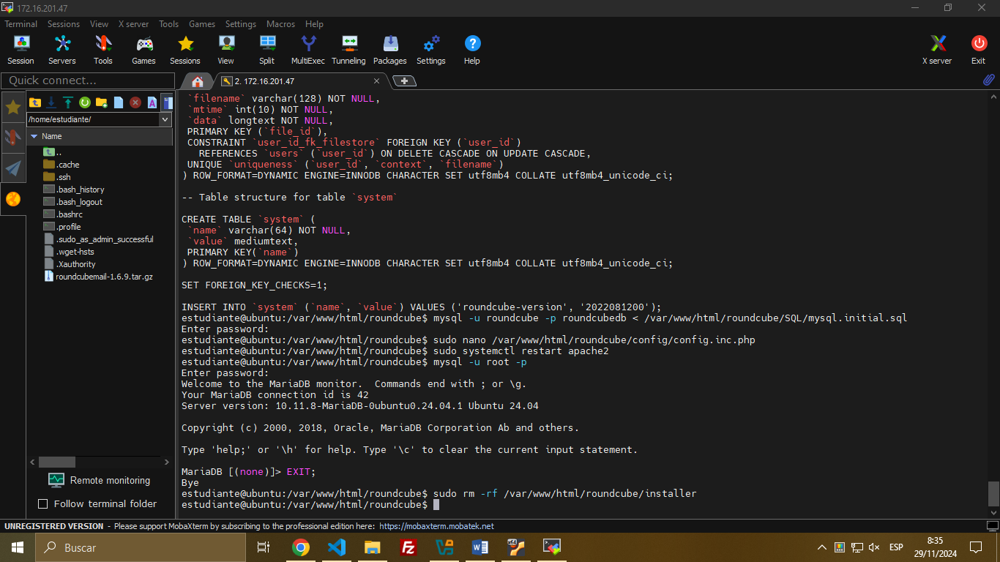 172.16.201.47
Terminal Sessions View X server Tools Games Settings Macros Help
Session Servers Tools Games Sessions View Split MultiExec Tunneling Packages Settings Help X server Exit
Quick connect...
2. 172.16.201.47
/home/estudiante/
Name
..
.cache
.ssh
.bash_history
.bash_logout
.bashrc
.profile
.sudo_as_admin_successful
.wget-hsts
.Xauthority
roundcubemail-1.6.9.tar.gz
Remote monitoring
Follow terminal folder
`filename` varchar(128) NOT NULL,
`mtime` int(10) NOT NULL,
`data` longtext NOT NULL,
PRIMARY KEY (`file_id`),
CONSTRAINT `user_id_fk_filestore` FOREIGN KEY (`user_id`)
REFERENCES `users` (`user_id`) ON DELETE CASCADE ON UPDATE CASCADE,
UNIQUE `uniqueness` (`user_id`, `context`, `filename`)
) ROW_FORMAT=DYNAMIC ENGINE=INNODB CHARACTER SET utf8mb4 COLLATE utf8mb4_unicode_ci;
-- Table structure for table `system`
CREATE TABLE `system` (
`name` varchar(64) NOT NULL,
`value` mediumtext,
PRIMARY KEY(`name`)
) ROW_FORMAT=DYNAMIC ENGINE=INNODB CHARACTER SET utf8mb4 COLLATE utf8mb4_unicode_ci;
SET FOREIGN_KEY_CHECKS=1;
INSERT INTO `system` (`name`, `value`) VALUES ('roundcube-version', '2022081200');
estudiante@ubuntu:/var/www/html/roundcube$ mysql -u roundcube -p roundcubedb < /var/www/html/roundcube/SQL/mysql.initial.sql
Enter password:
estudiante@ubuntu:/var/www/html/roundcube$ sudo nano /var/www/html/roundcube/config/config.inc.php
estudiante@ubuntu:/var/www/html/roundcube$ sudo systemctl restart apache2
estudiante@ubuntu:/var/www/html/roundcube$ mysql -u root -p
Enter password:
Welcome to the MariaDB monitor.  Commands end with ; or \g.
Your MariaDB connection id is 42
Server version: 10.11.8-MariaDB-0ubuntu0.24.04.1 Ubuntu 24.04
Copyright (c) 2000, 2018, Oracle, MariaDB Corporation Ab and others.
Type 'help;' or '\h' for help. Type '\c' to clear the current input statement.
MariaDB [(none)]> EXIT;
Bye
estudiante@ubuntu:/var/www/html/roundcube$ sudo rm -rf /var/www/html/roundcube/installer
estudiante@ubuntu:/var/www/html/roundcube$
UNREGISTERED VERSION - Please support MobaXterm by subscribing to the professional edition here: https://mobaxterm.mobatek.net
Buscar
ESP
8:35
29/11/2024